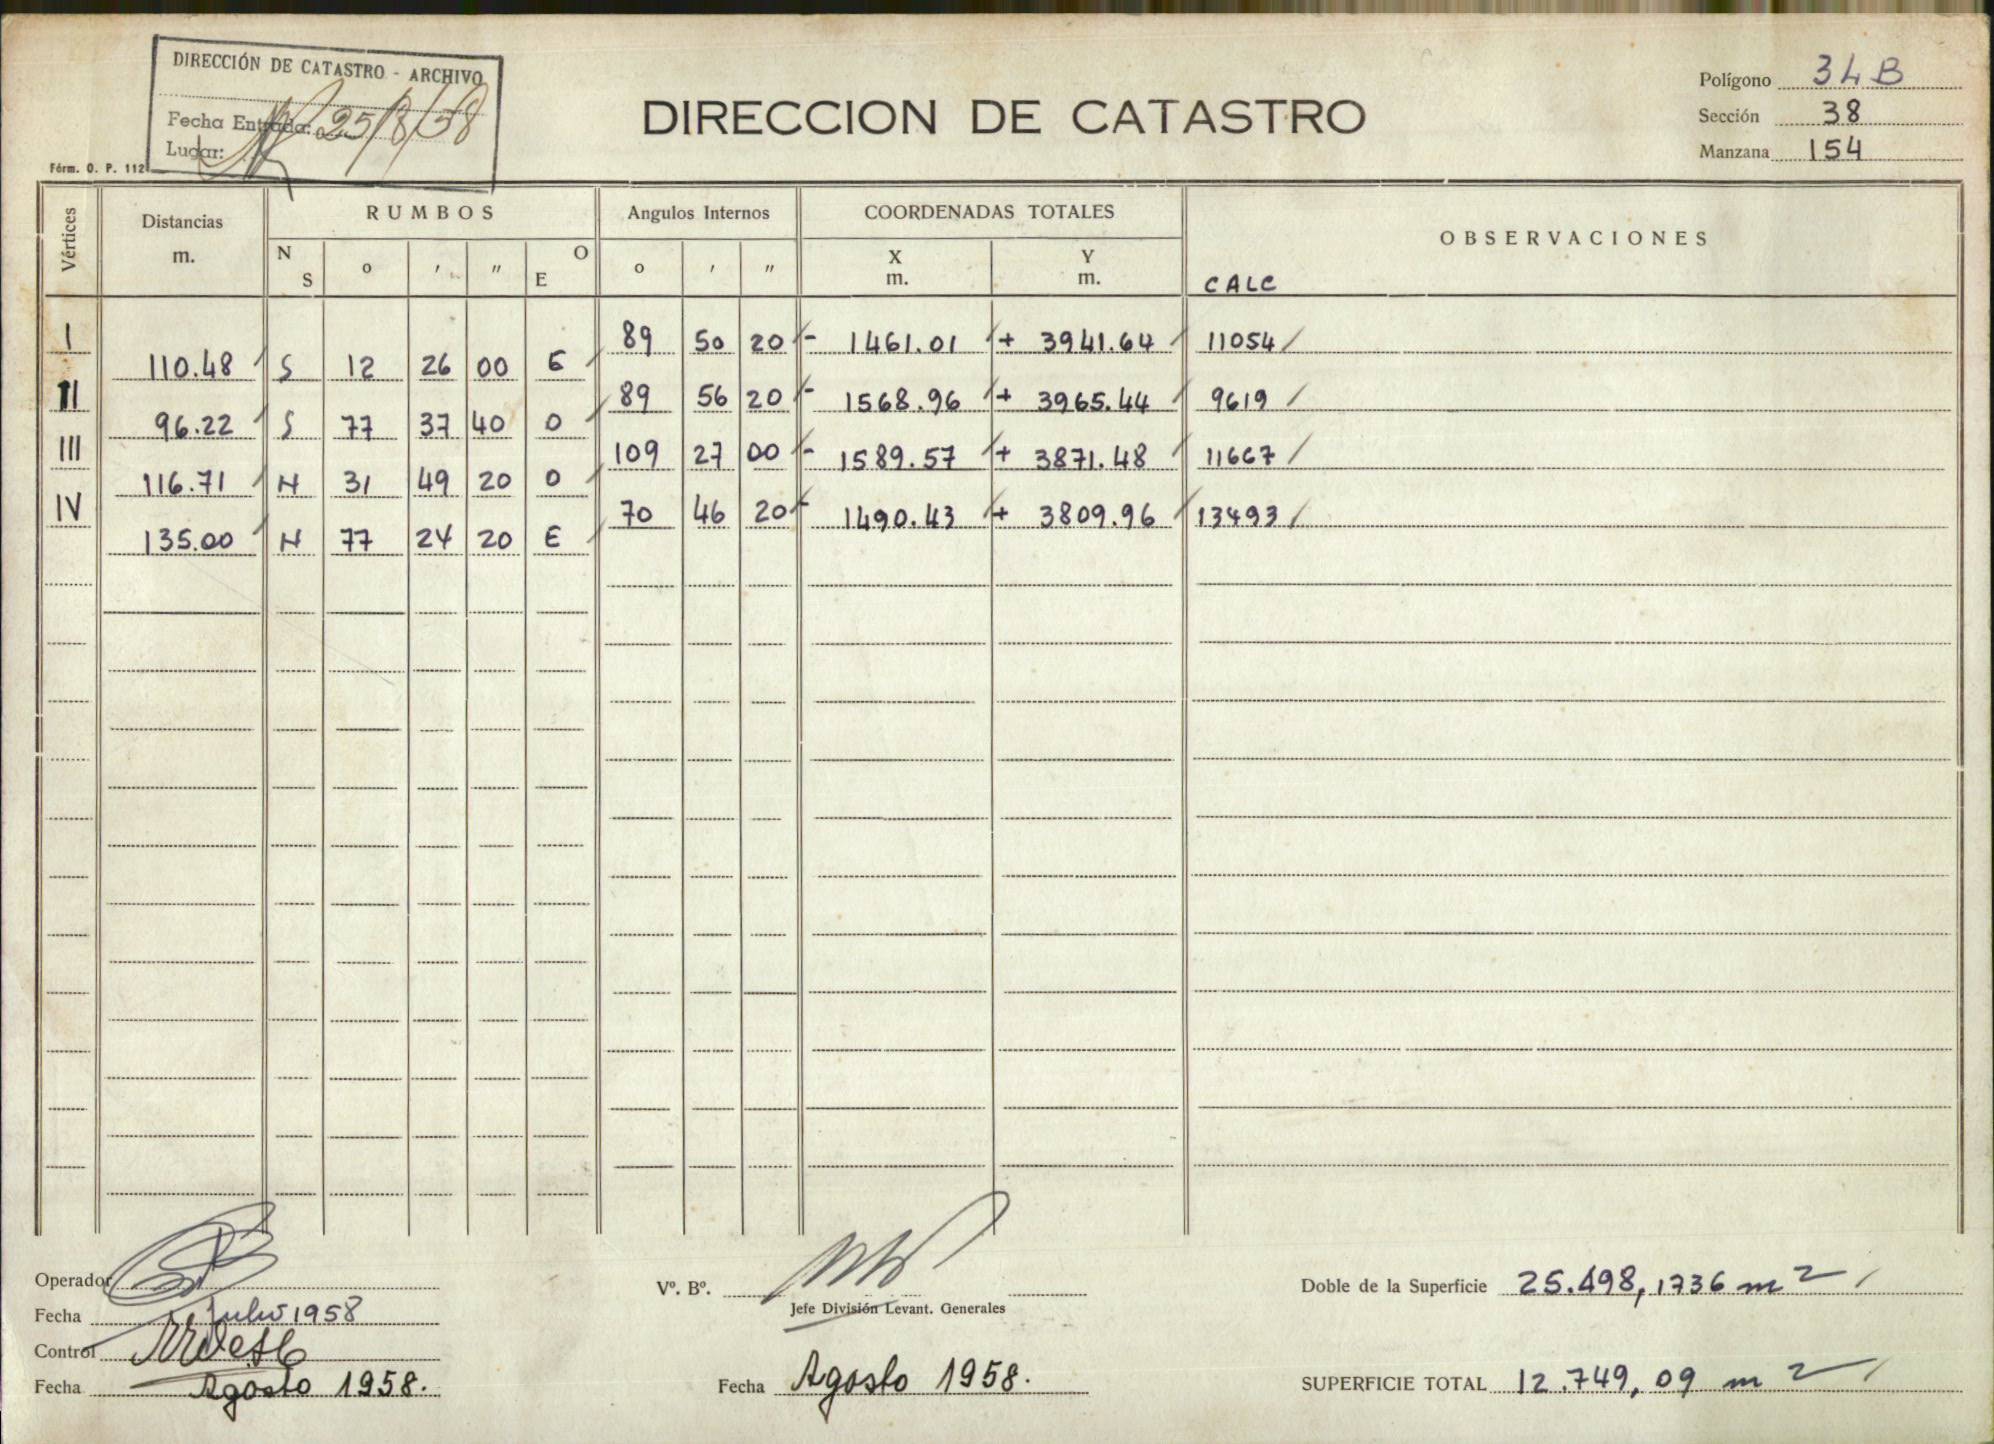 DIRECCIÓN DE CATASTRO - ARCHIVO
Fecha Entrada: 25/8/58
Lugar:
Fórm. O. P. 112
DIRECCION DE CATASTRO
Polígono 34B
Sección 38
Manzana 154
Vértices Distancias m. RUMBOS Angulos Internos COORDENADAS TOTALES OBSERVACIONES
N S o ′ ″ O E o ′ ″ X m. Y m. CALC
I 89 50 20 - 1461.01 + 3941.64 11054
110.48 S 12 26 00 E
II 89 56 20 - 1568.96 + 3965.44 9619
96.22 S 77 37 40 O
III 109 27 00 - 1589.57 + 3871.48 11667
116.71 N 31 49 20 O
IV 70 46 20 - 1490.43 + 3809.96 13493
135.00 N 77 24 20 E
Operador
Fecha Julio 1958
Control
Fecha Agosto 1958.
Vº. Bº.
Jefe División Levant. Generales
Fecha Agosto 1958.
Doble de la Superficie 25.498,1736 m2
SUPERFICIE TOTAL 12.749,09 m2